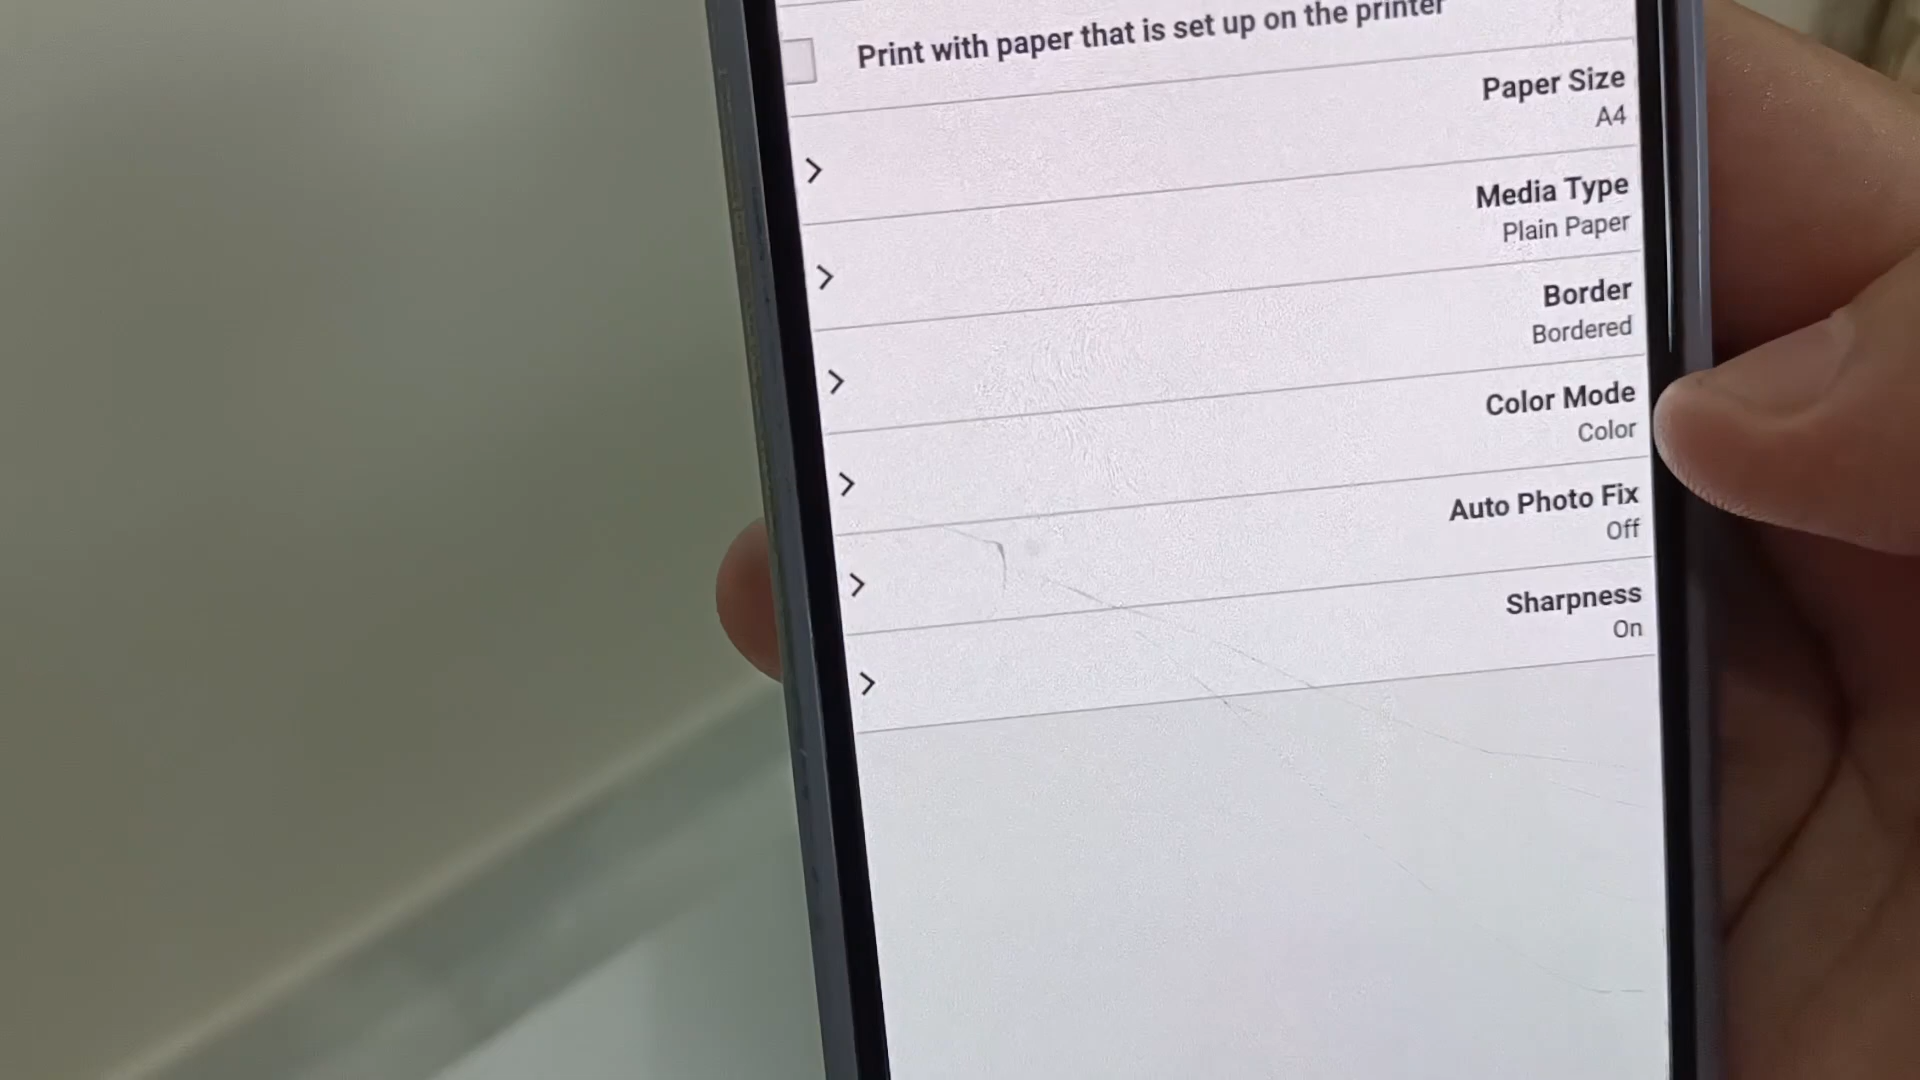 Print with paper that is set up on the printer
Paper Size
A4
Media Type
Plain Paper
Border
Bordered
Color Mode
Color
Auto Photo Fix
Off
Sharpness
On